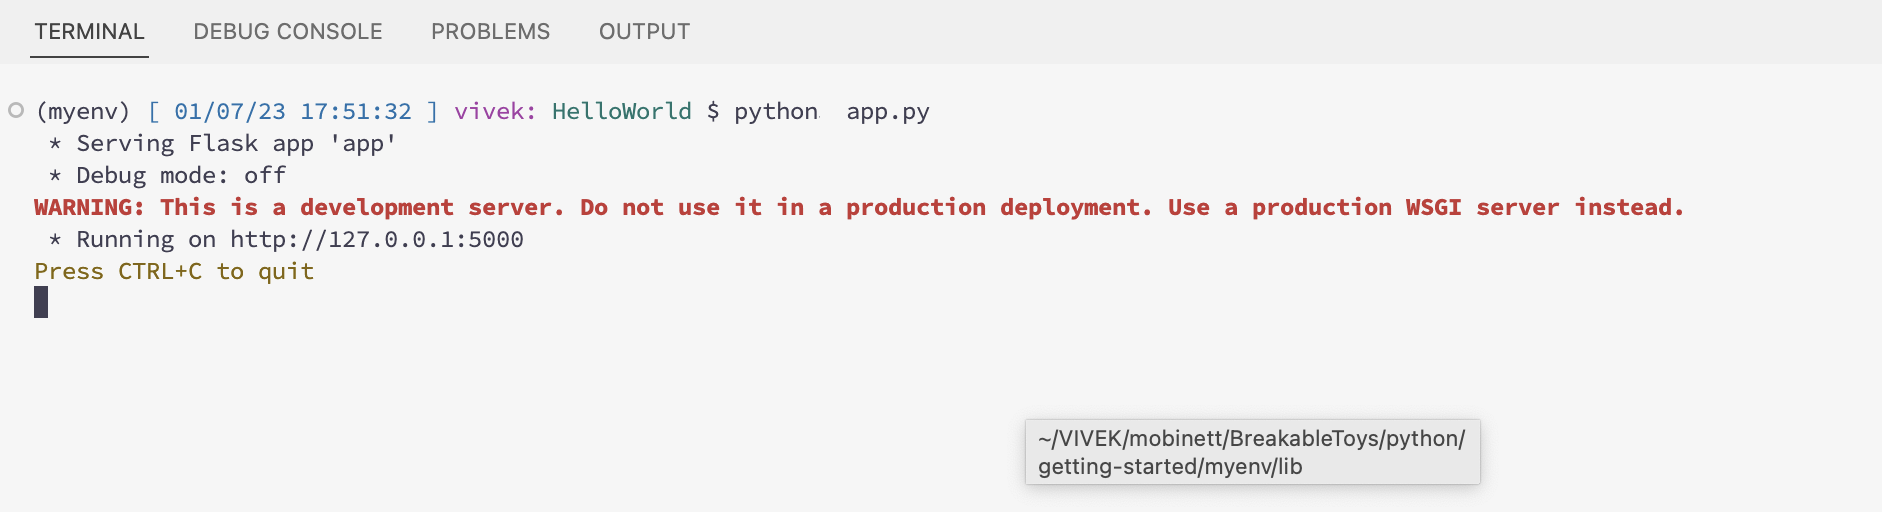 TERMINAL DEBUG CONSOLE PROBLEMS OUTPUT
(myenv) [ 01/07/23 17:51:32 ] vivek: HelloWorld $ python  app.py
 * Serving Flask app 'app'
 * Debug mode: off
WARNING: This is a development server. Do not use it in a production deployment. Use a production WSGI server instead.
 * Running on http://127.0.0.1:5000
Press CTRL+C to quit
~/VIVEK/mobinett/BreakableToys/python/
getting-started/myenv/lib